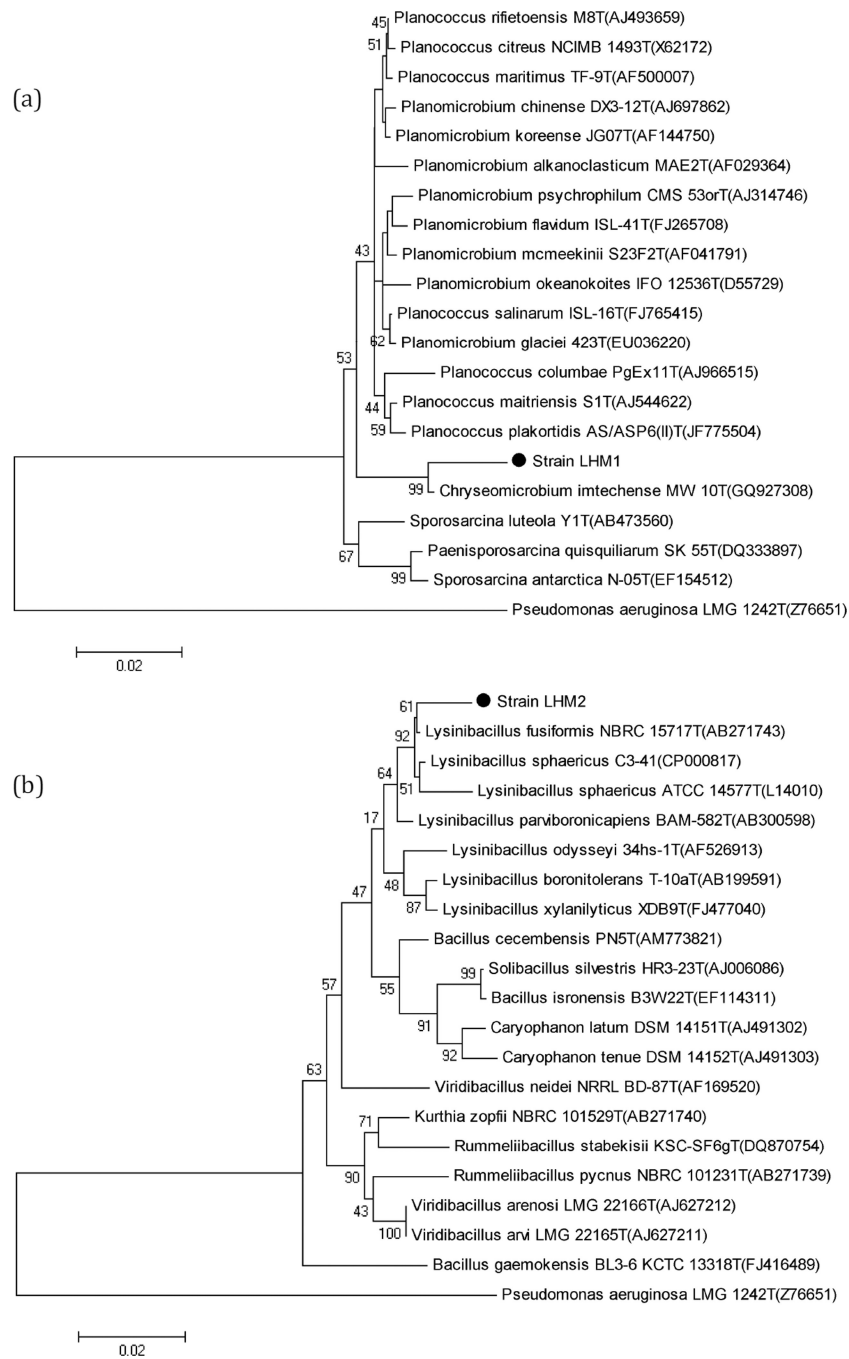 45
Planococcus rifietoensis M8T(AJ493659)
51
Planococcus citreus NCIMB 1493T(X62172)
Planococcus maritimus TF-9T(AF500007)
(a)
Planomicrobium chinense DX3-12T(AJ697862)
Planomicrobium koreense JG07T(AF144750)
Planomicrobium alkanoclasticum MAE2T(AF029364)
Planomicrobium psychrophilum CMS 53orT(AJ314746)
Planomicrobium flavidum ISL-41T(FJ265708)
43
Planomicrobium mcmeekinii S23F2T(AF041791)
Planomicrobium okeanokoites IFO 12536T(D55729)
Planococcus salinarum ISL-16T(FJ765415)
62
Planomicrobium glaciei 423T(EU036220)
53
Planococcus columbae PgEx11T(AJ966515)
44
Planococcus maitriensis S1T(AJ544622)
59
Planococcus plakortidis AS/ASP6(II)T(JF775504)
Strain LHM1
99
Chryseomicrobium imtechense MW 10T(GQ927308)
Sporosarcina luteola Y1T(AB473560)
67
Paenisporosarcina quisquiliarum SK 55T(DQ333897)
99
Sporosarcina antarctica N-05T(EF154512)
Pseudomonas aeruginosa LMG 1242T(Z76651)
0.02
61
Strain LHM2
92
Lysinibacillus fusiformis NBRC 15717T(AB271743)
Lysinibacillus sphaericus C3-41(CP000817)
64
51
(b)
Lysinibacillus sphaericus ATCC 14577T(L14010)
17
Lysinibacillus parviboronicapiens BAM-582T(AB300598)
Lysinibacillus odysseyi 34hs-1T(AF526913)
48
Lysinibacillus boronitolerans T-10aT(AB199591)
47
87
Lysinibacillus xylanilyticus XDB9T(FJ477040)
Bacillus cecembensis PN5T(AM773821)
99
Solibacillus silvestris HR3-23T(AJ006086)
57
55
Bacillus isronensis B3W22T(EF114311)
91
Caryophanon latum DSM 14151T(AJ491302)
92
Caryophanon tenue DSM 14152T(AJ491303)
63
Viridibacillus neidei NRRL BD-87T(AF169520)
71
Kurthia zopfii NBRC 101529T(AB271740)
Rummeliibacillus stabekisii KSC-SF6gT(DQ870754)
90
Rummeliibacillus pycnus NBRC 101231T(AB271739)
43
Viridibacillus arenosi LMG 22166T(AJ627212)
100
Viridibacillus arvi LMG 22165T(AJ627211)
Bacillus gaemokensis BL3-6 KCTC 13318T(FJ416489)
Pseudomonas aeruginosa LMG 1242T(Z76651)
0.02